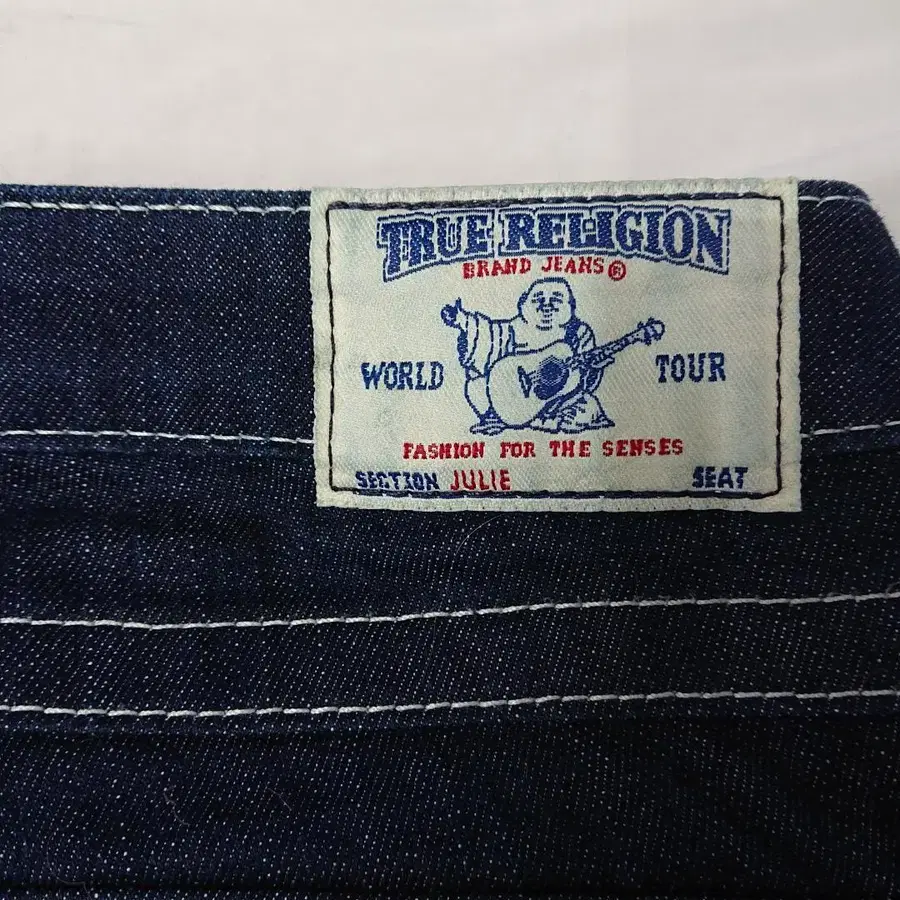 TRUE RELIGION
BRAND JEANS®
WORLD TOUR
FASHION FOR THE SENSES
SECTION JULIE SEAT